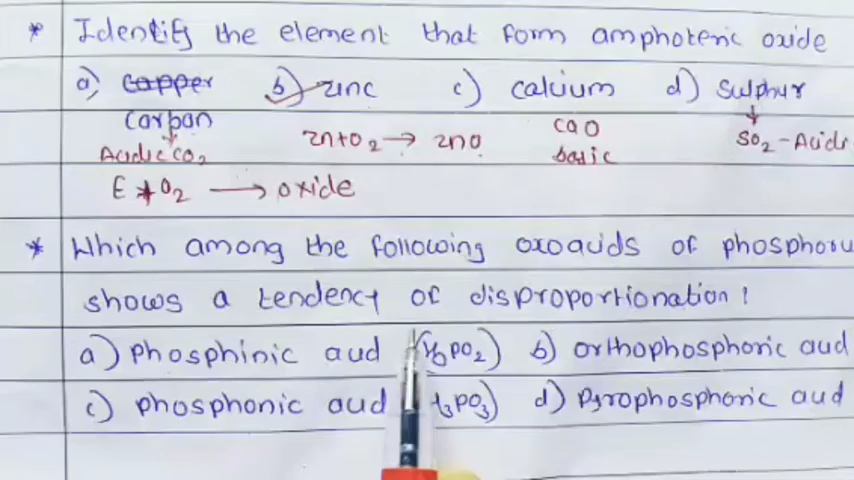 * Identify the element that form amphoteric oxide
a) copper b) zinc c) calcium d) sulphur
carbon
Acidic CO2 Zn+O2 → ZnO CaO basic SO2 - Acidi
E + O2 → oxide
* Which among the following oxoacids of phosphoru
shows a tendency of disproportionation!
a) phosphinic acid (H3PO2) b) orthophosphoric acid
c) phosphonic acid H3PO3) d) pyrophosphoric acid